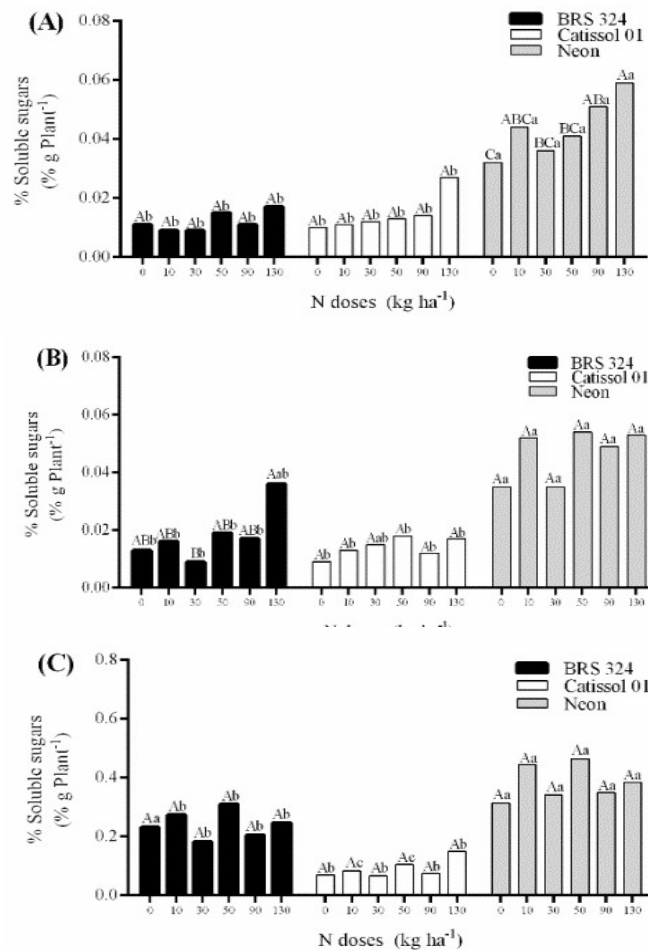 (A)
BRS 324
Catissol 01
Neon
% Soluble sugars
(% g Plant⁻¹)
0.08
0.06
0.04
0.02
0.00
Ab Ab Ab Ab Ab Ab
Ab Ab Ab Ab Ab Ab
Ca ABCa BCa BCa ABa Aa
0 10 30 50 90 130 0 10 30 50 90 130 0 10 30 50 90 130
N doses (kg ha⁻¹)
(B)
BRS 324
Catissol 01
Neon
% Soluble sugars
(% g Plant⁻¹)
0.08
0.06
0.04
0.02
0.00
ABb ABb Bb ABb ABb Aab
Ab Ab Aab Ab Ab Ab
Aa Aa Aa Aa Aa Aa
0 10 30 50 90 130 0 10 30 50 90 130 0 10 30 50 90 130
(C)
BRS 324
Catissol 01
Neon
% Soluble sugars
(% g Plant⁻¹)
0.8
0.6
0.4
0.2
0.0
Aa Ab Ab Ab Ab Ab
Ab Ac Ab Ac Ab Ab
Aa Aa Aa Aa Aa Aa
0 10 30 50 90 130 0 10 30 50 90 130 0 10 30 50 90 130
N doses (kg ha⁻¹)